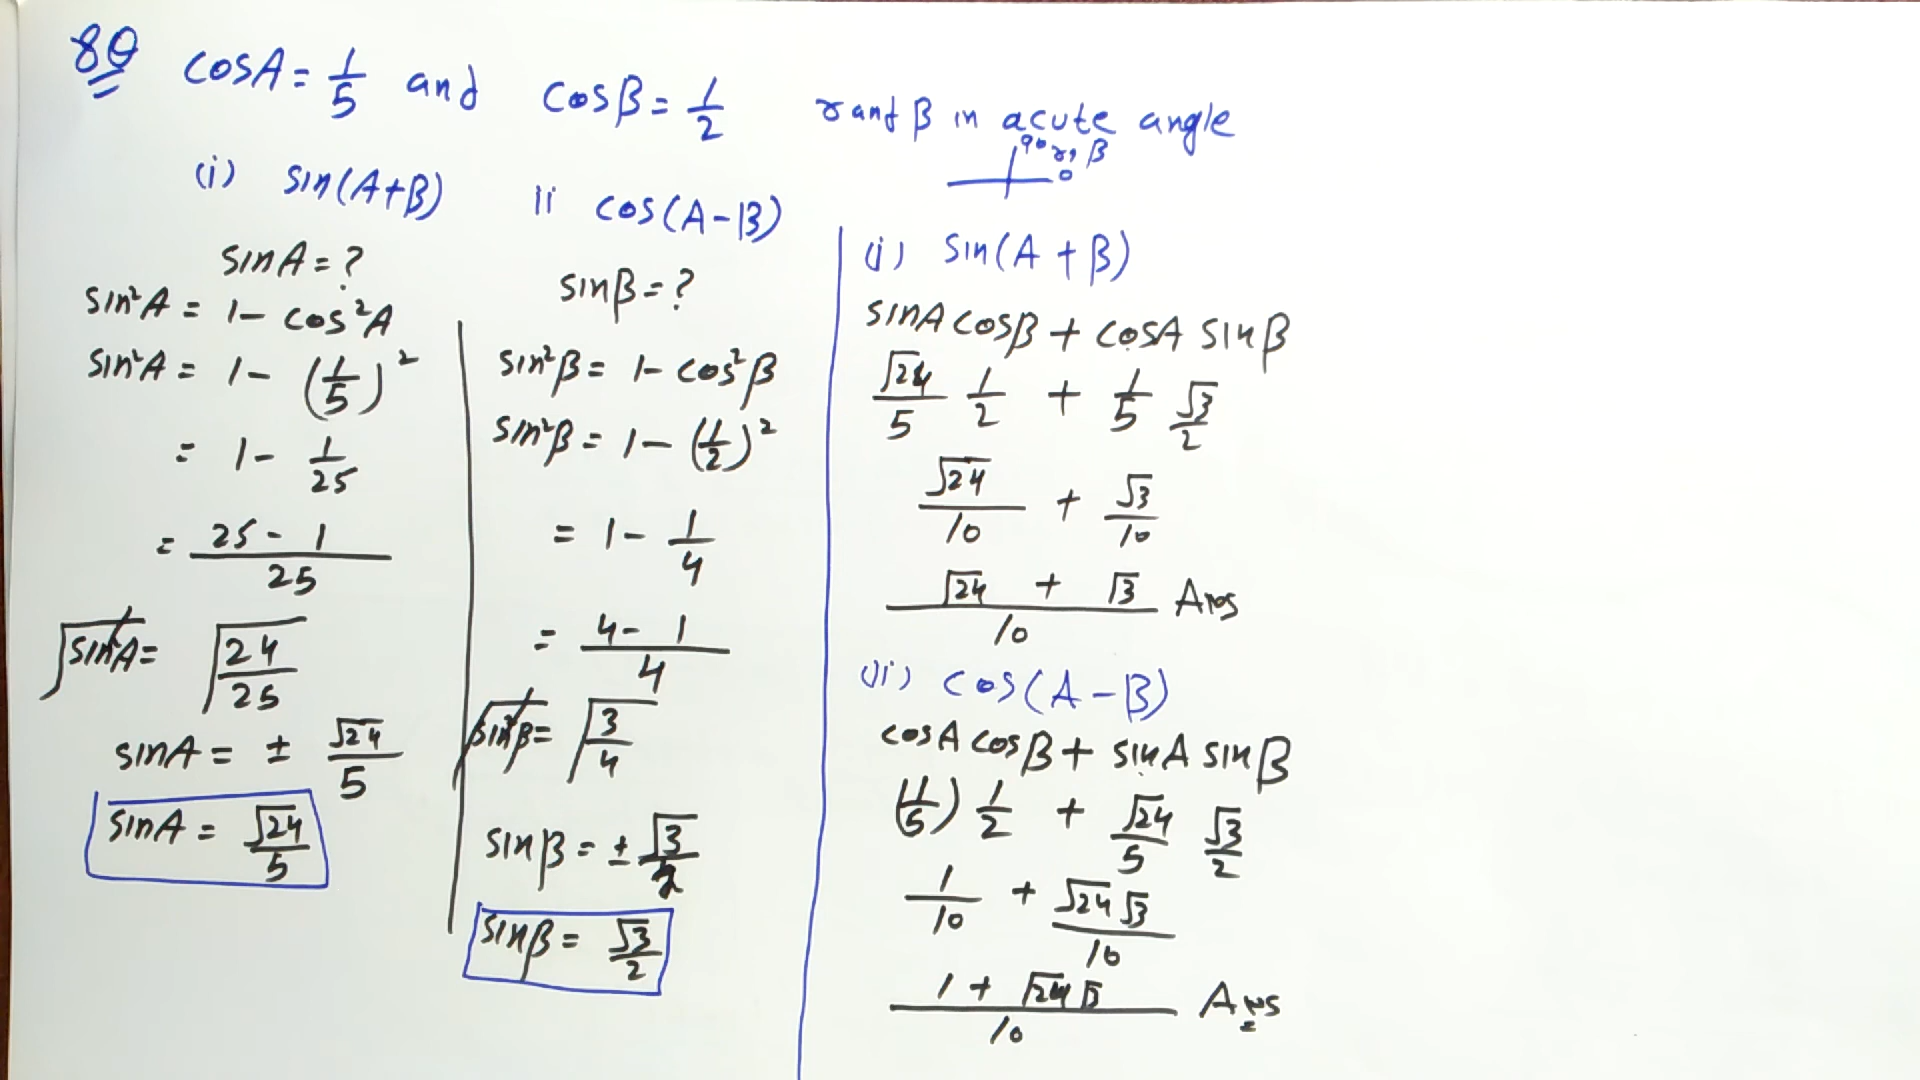 8Q cosA = 1/5 and cosβ = 1/2 γ and β in acute angle
90 γ, β
0
(i) sin(A+β) ii cos(A-β)
sinA = ?
sin²A = 1 - cos²A
sin²A = 1 - (1/5)²
= 1 - 1/25
= 25 - 1/25
√sin²A = √24/25
sinA = ± √24/5
sinA = √24/5
sinβ = ?
sin²β = 1 - cos²β
sin²β = 1 - (1/2)²
= 1 - 1/4
= 4 - 1/4
√sin²β = √3/4
sinβ = ± √3/2
sinβ = √3/2
(i) sin(A + β)
sinA cosβ + cosA sinβ
√24/5 1/2 + 1/5 √3/2
√24/10 + √3/10
√24 + √3/10 Ans
(ii) cos(A - β)
cosA cosβ + sinA sinβ
(1/5) 1/2 + √24/5 √3/2
1/10 + √24 √3/10
1 + √24 √3/10 Ans